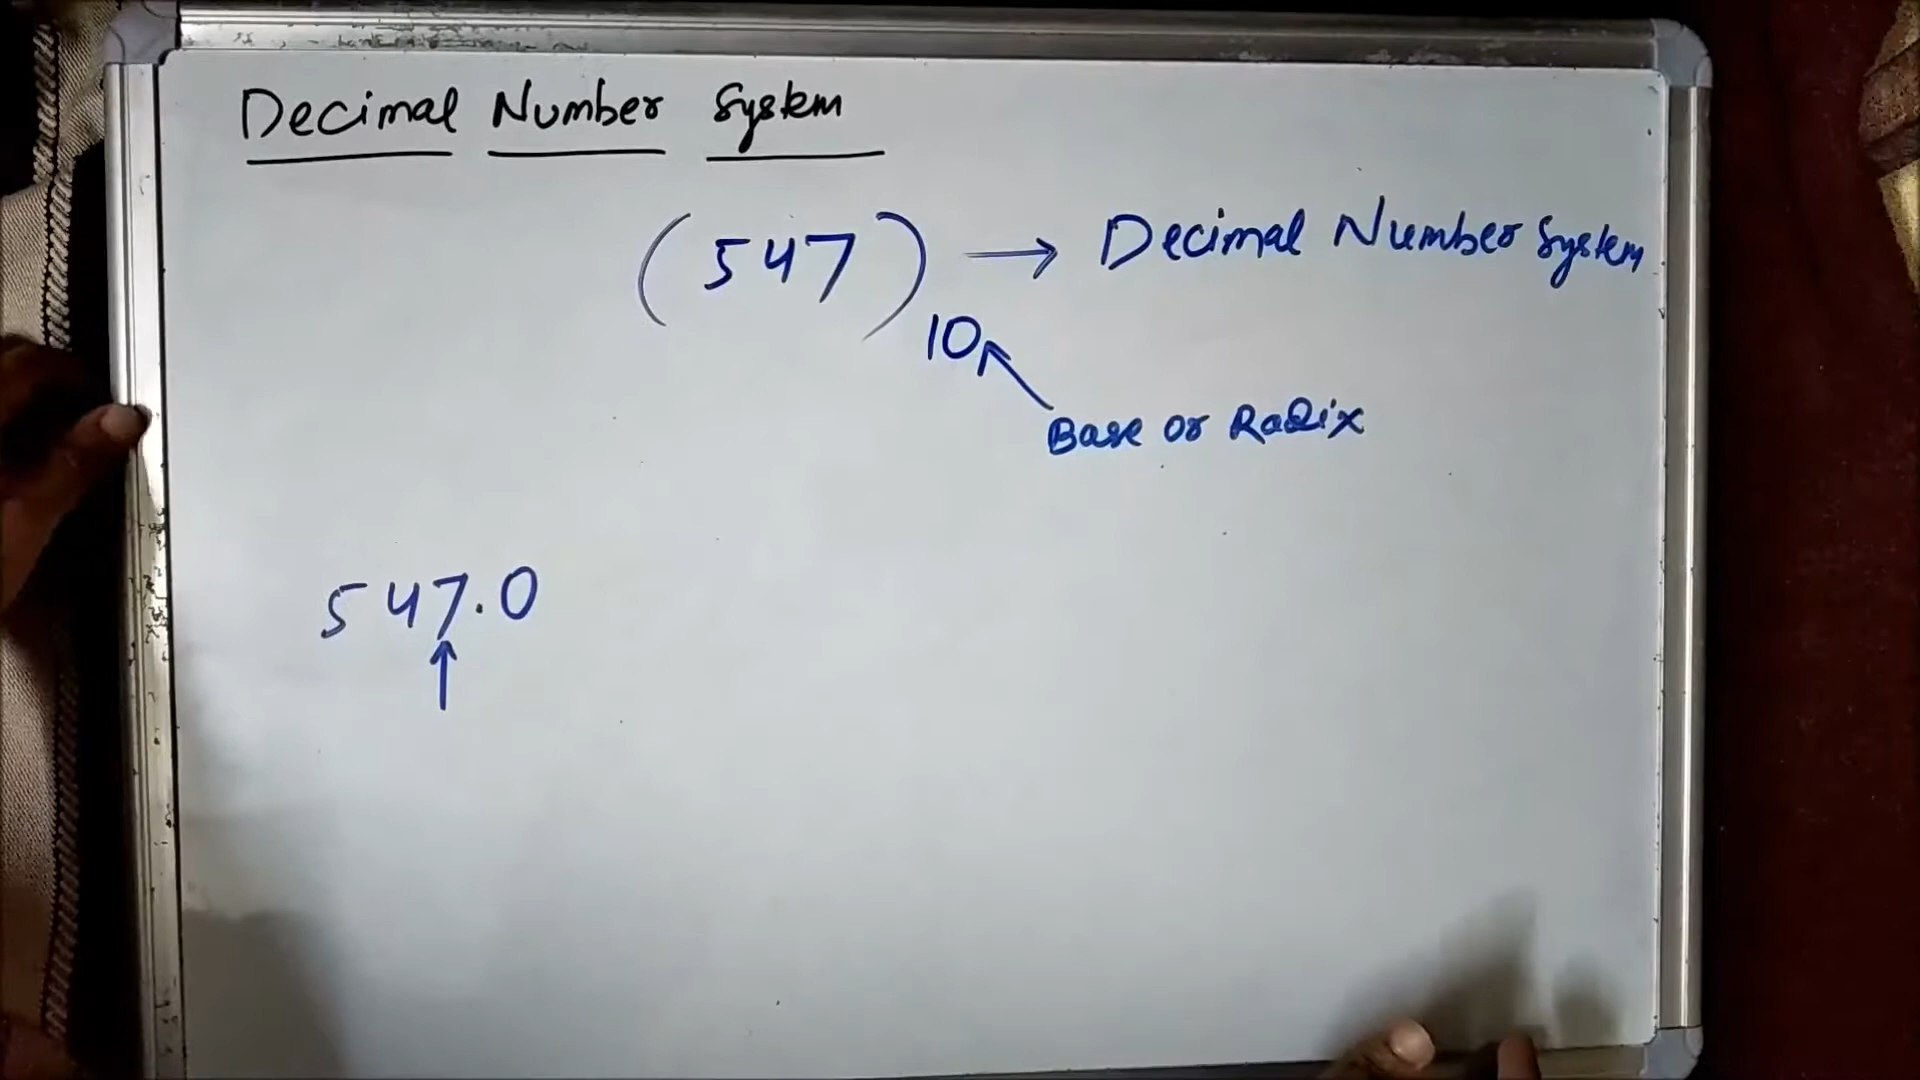 Decimal Number System
(547)10 → Decimal Number System
Base or Radix
547.0